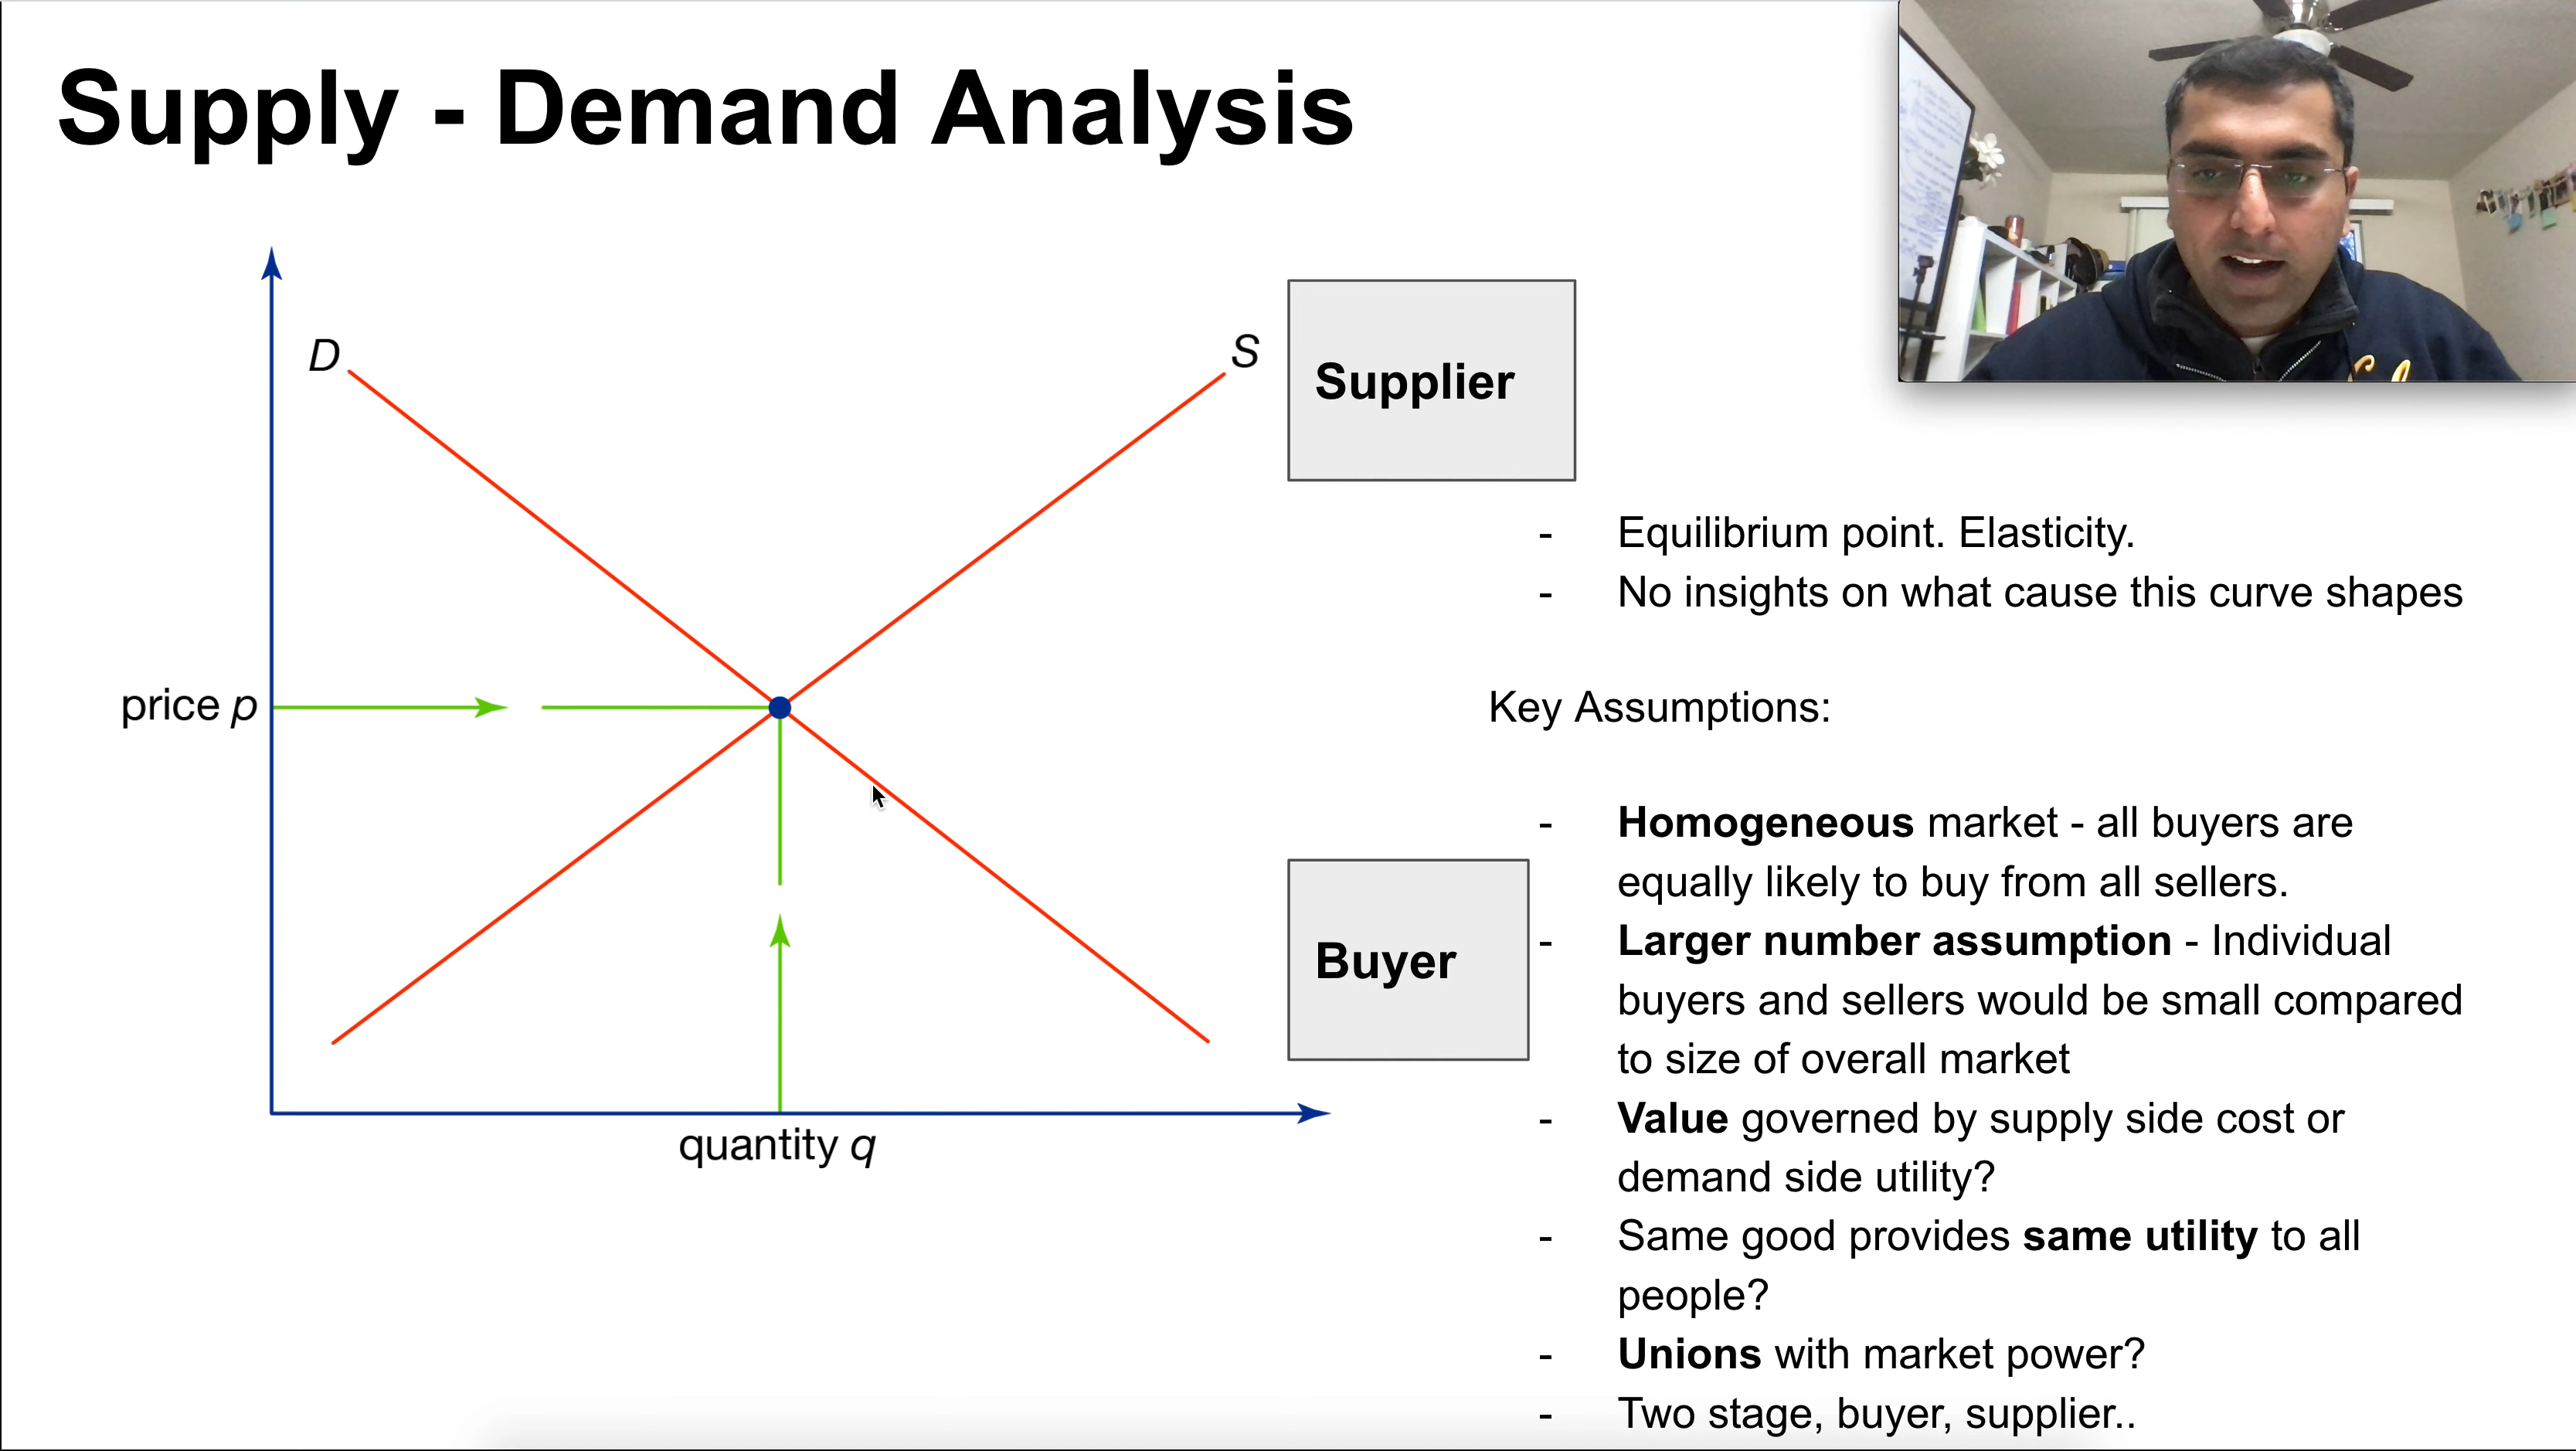 Supply - Demand Analysis
D
S
Supplier
- Equilibrium point. Elasticity.
- No insights on what cause this curve shapes
price p
Key Assumptions:
- Homogeneous market - all buyers are
equally likely to buy from all sellers.
Buyer
- Larger number assumption - Individual
buyers and sellers would be small compared
to size of overall market
- Value governed by supply side cost or
demand side utility?
quantity q
- Same good provides same utility to all
people?
- Unions with market power?
- Two stage, buyer, supplier..